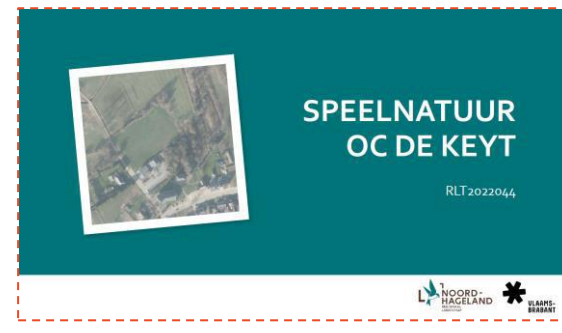 SPEELNATUUR
OC DE KEYT
RLT2022044
NOORD-
HAGELAND
VLAAMS-
BRABANT